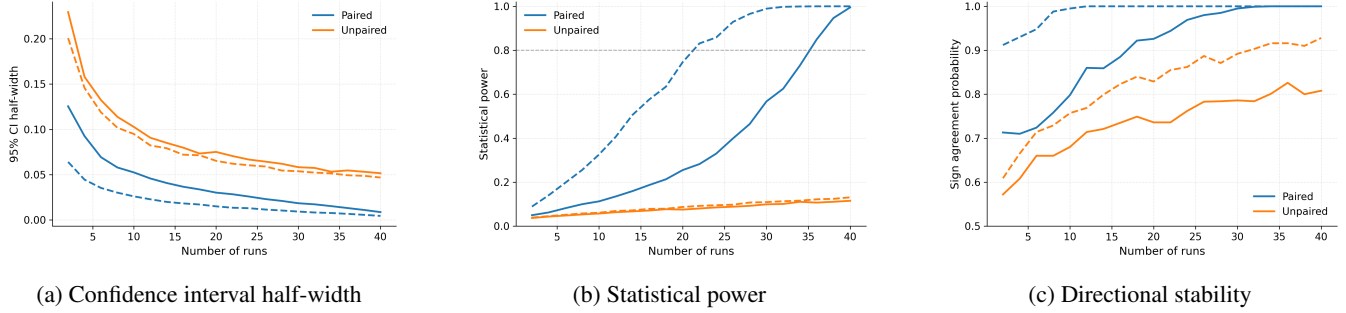 95% CI half-width
0.20
0.15
0.10
0.05
0.00
5 10 15 20 25 30 35 40
Number of runs
Paired
Unpaired
(a) Confidence interval half-width
Statistical power
1.0
0.8
0.6
0.4
0.2
0.0
5 10 15 20 25 30 35 40
Number of runs
Paired
Unpaired
(b) Statistical power
Sign agreement probability
1.0
0.9
0.8
0.7
0.6
0.5
5 10 15 20 25 30 35 40
Number of runs
Paired
Unpaired
(c) Directional stability